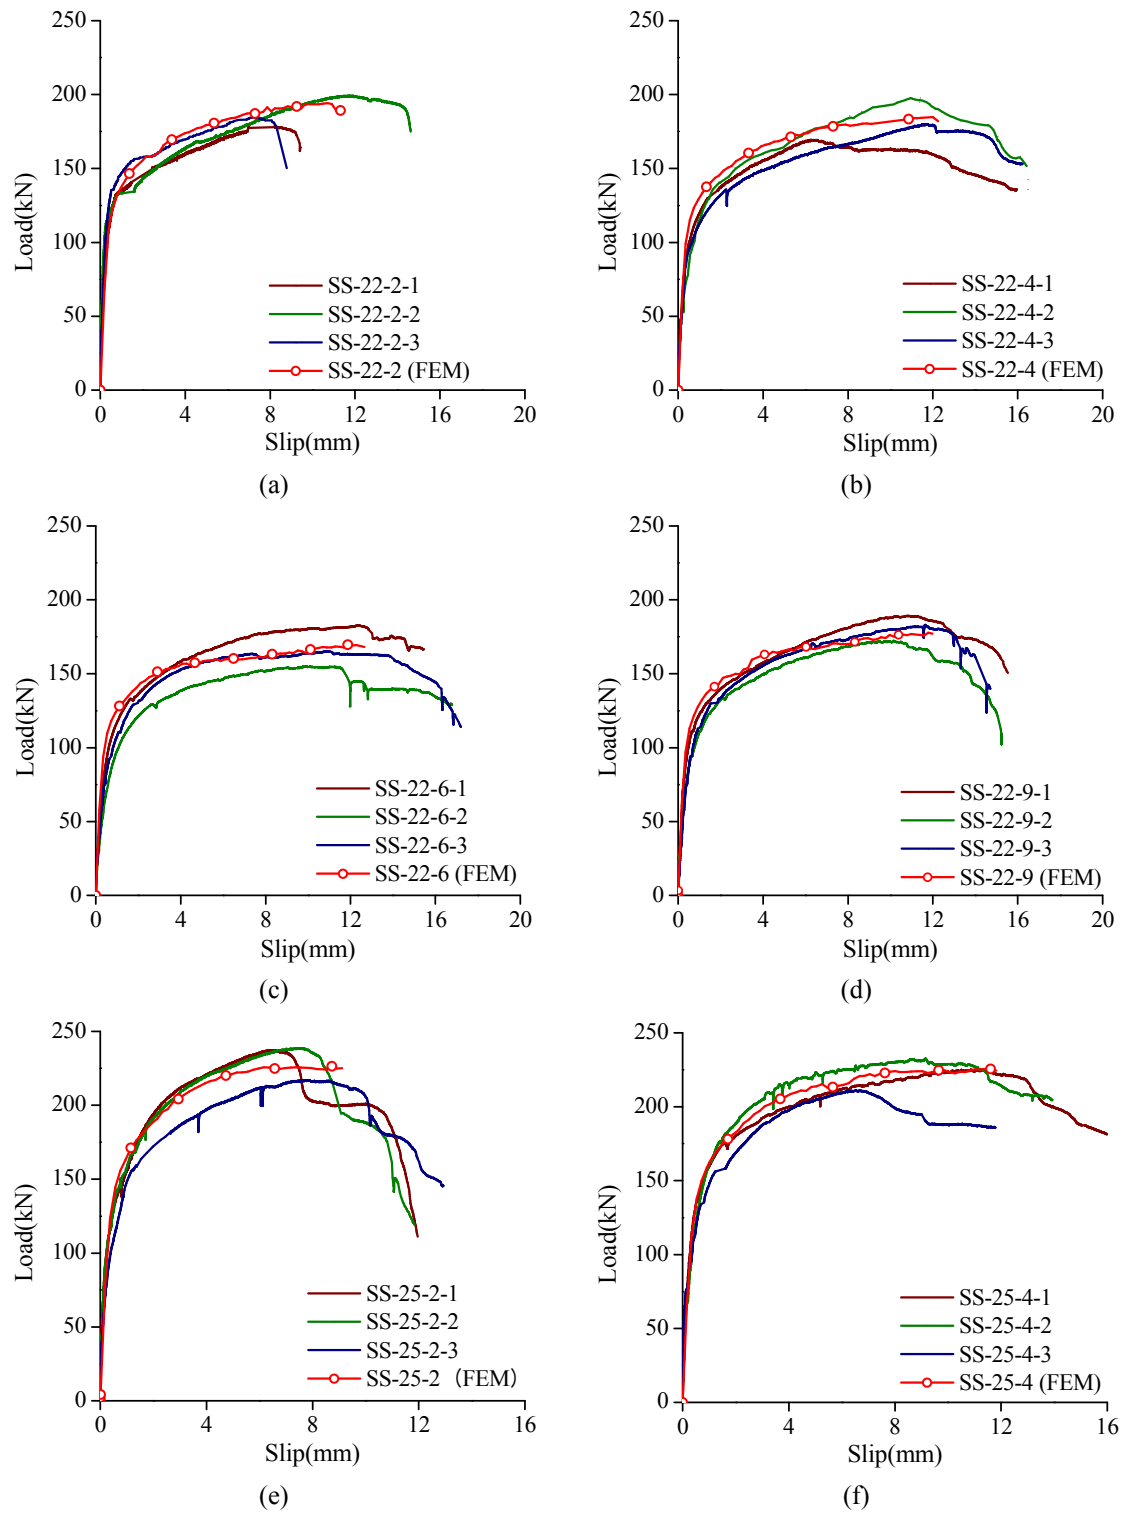 250
200
150
100
50
0
Load(kN)
SS-22-2-1
SS-22-2-2
SS-22-2-3
SS-22-2 (FEM)
0 4 8 12 16 20
Slip(mm)
(a)
250
200
150
100
50
0
Load(kN)
SS-22-4-1
SS-22-4-2
SS-22-4-3
SS-22-4 (FEM)
0 4 8 12 16 20
Slip(mm)
(b)
250
200
150
100
50
0
Load(kN)
SS-22-6-1
SS-22-6-2
SS-22-6-3
SS-22-6 (FEM)
0 4 8 12 16 20
Slip(mm)
(c)
250
200
150
100
50
0
Load(kN)
SS-22-9-1
SS-22-9-2
SS-22-9-3
SS-22-9 (FEM)
0 4 8 12 16 20
Slip(mm)
(d)
250
200
150
100
50
0
Load(kN)
SS-25-2-1
SS-25-2-2
SS-25-2-3
SS-25-2（FEM）
0 4 8 12 16
Slip(mm)
(e)
250
200
150
100
50
0
Load(kN)
SS-25-4-1
SS-25-4-2
SS-25-4-3
SS-25-4 (FEM)
0 4 8 12 16
Slip(mm)
(f)